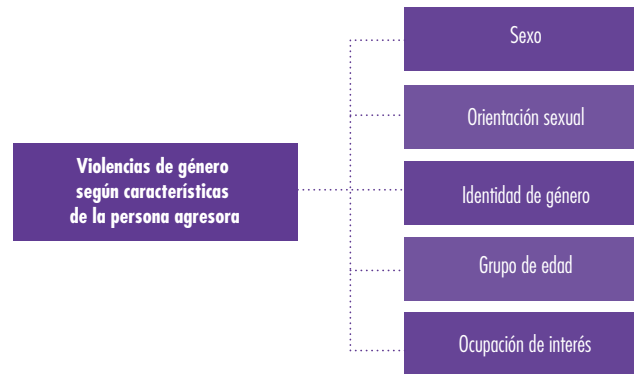 Violencias de género
según características
de la persona agresora
Sexo
Orientación sexual
Identidad de género
Grupo de edad
Ocupación de interés